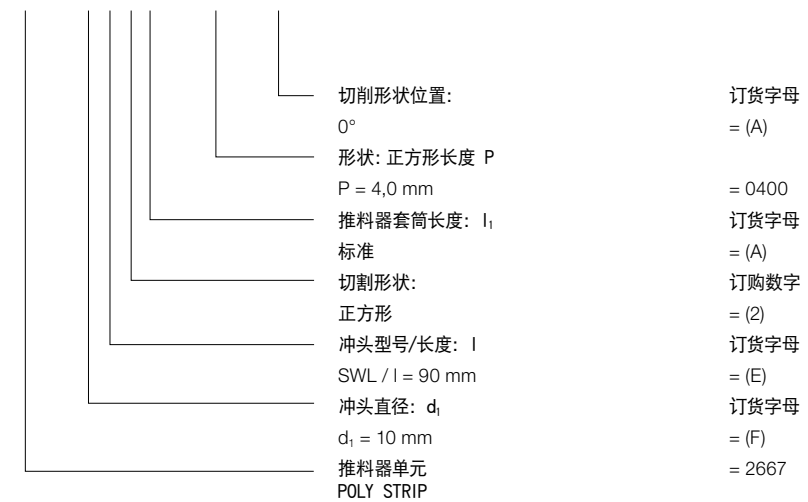 切削形状位置: 订货字母
0° = (A)
形状: 正方形长度 P
P = 4,0 mm = 0400
推料器套筒长度: l₁ 订货字母
标准 = (A)
切割形状: 订购数字
正方形 = (2)
冲头型号/长度: l 订货字母
SWL / l = 90 mm = (E)
冲头直径: d₁ 订货字母
d₁ = 10 mm = (F)
推料器单元 = 2667
POLY STRIP